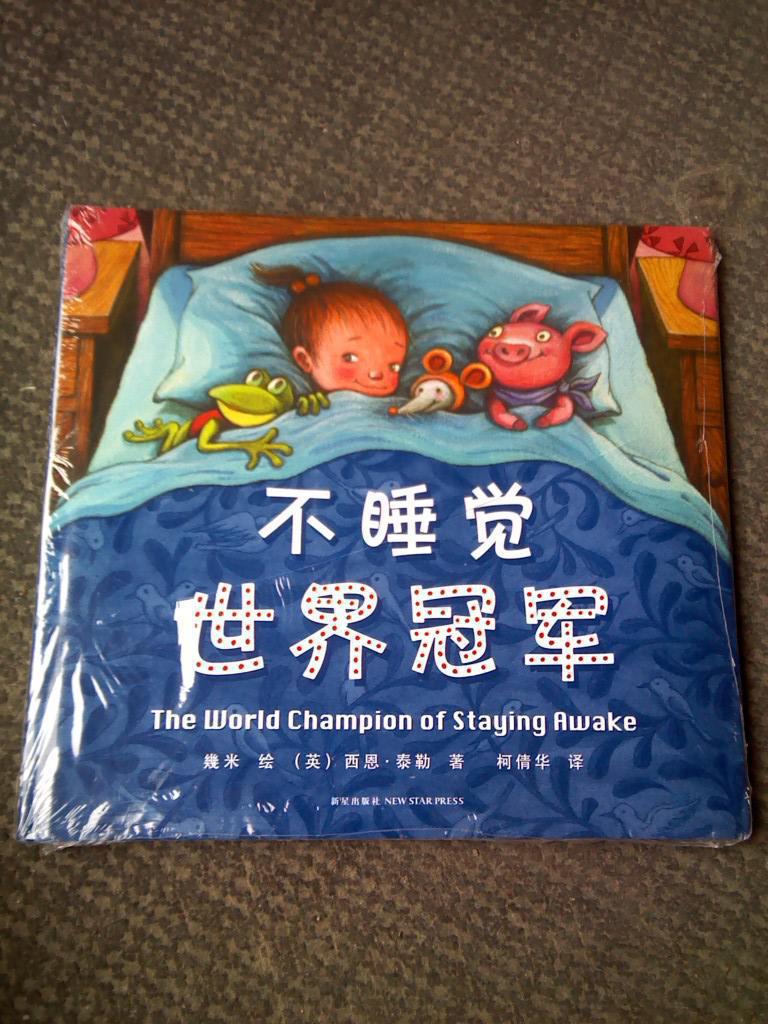 不睡觉
世界冠军
The World Champion of Staying Awake
幾米 绘 (英) 西恩·泰勒 著 柯倩华 译
新星出版社 NEW STAR PRESS